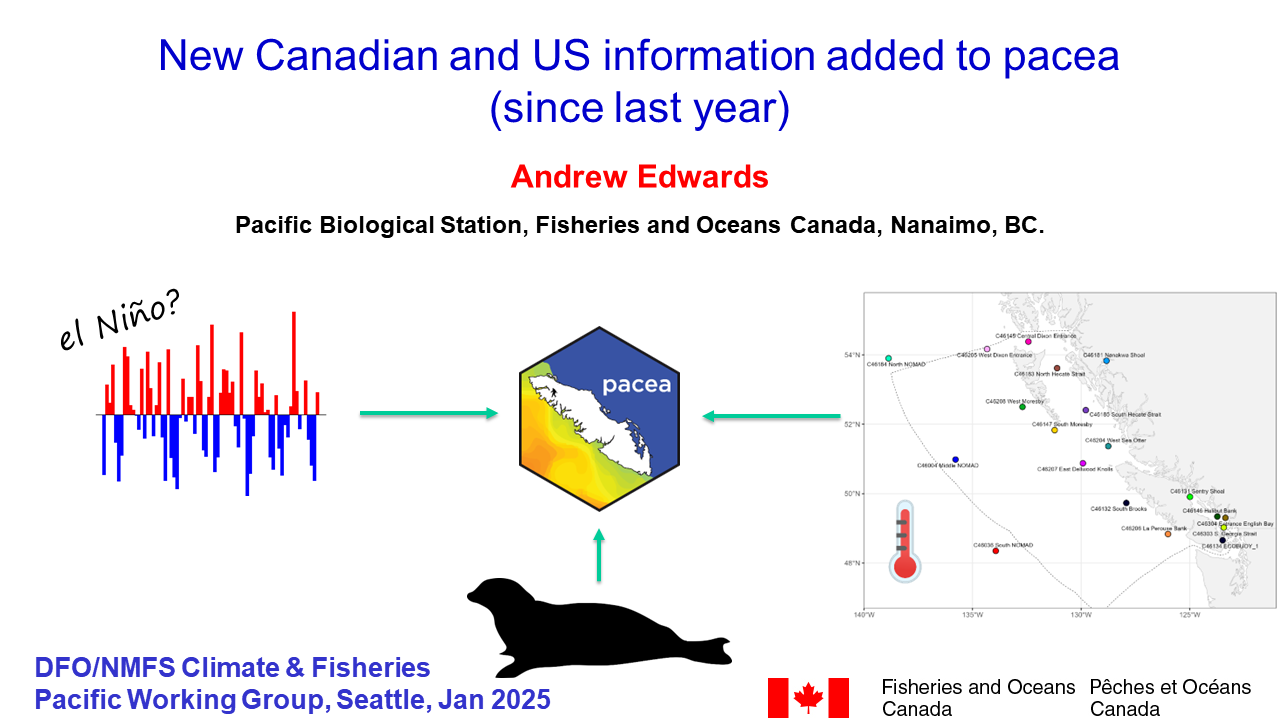 New Canadian and US information added to pacea
(since last year)
Andrew Edwards
Pacific Biological Station, Fisheries and Oceans Canada, Nanaimo, BC.
el Niño?
pacea
54°N
52°N
50°N
48°N
140°W
135°W
130°W
125°W
C46145 Central Dixon Entrance
C46205 West Dixon Entrance
C46184 North NOMAD
C46181 Nanakwa Shoal
C46183 North Hecate Strait
C46208 West Moresby
C46185 South Hecate Strait
C46147 South Moresby
C46204 West Sea Otter
C46004 Middle NOMAD
C46207 East Dellwood Knolls
C46131 Sentry Shoal
C46132 South Brooks
C46146 Halibut Bank
C46304 Entrance English Bay
C46206 La Perouse Bank
C46303 S. Georgia Strait
C46134 ECOBUOY_1
C46036 South NOMAD
DFO/NMFS Climate & Fisheries
Pacific Working Group, Seattle, Jan 2025
Fisheries and Oceans
Canada
Pêches et Océans
Canada